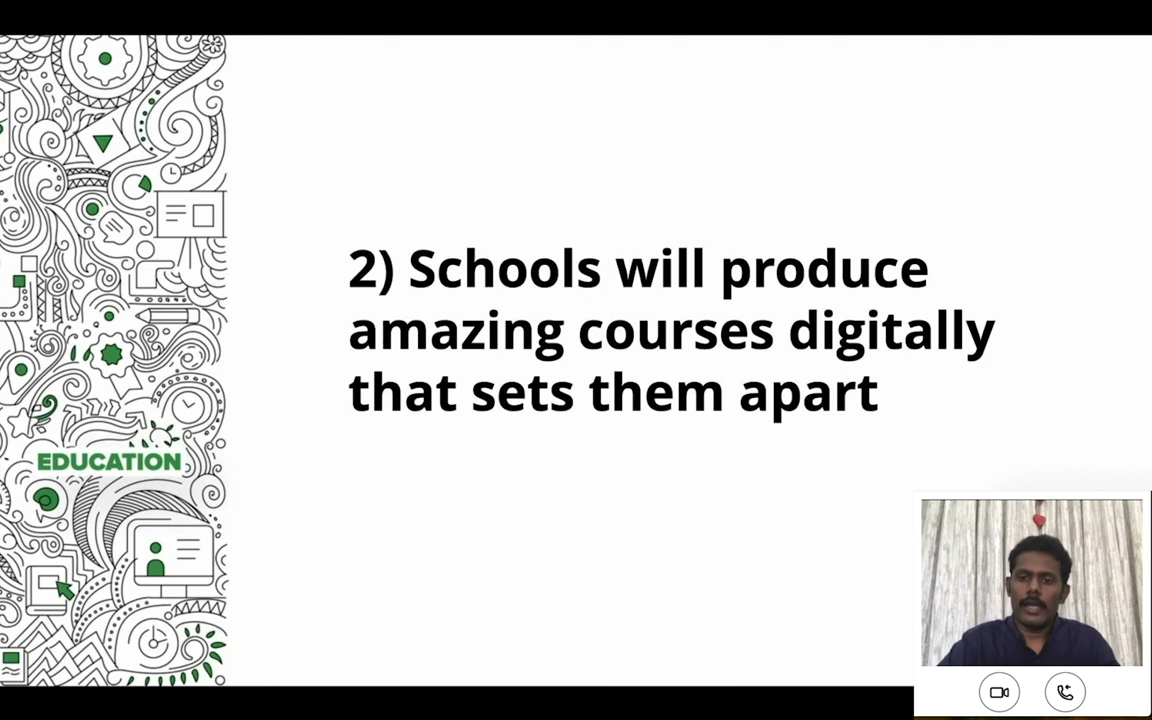 2) Schools will produce
amazing courses digitally
that sets them apart
EDUCATION